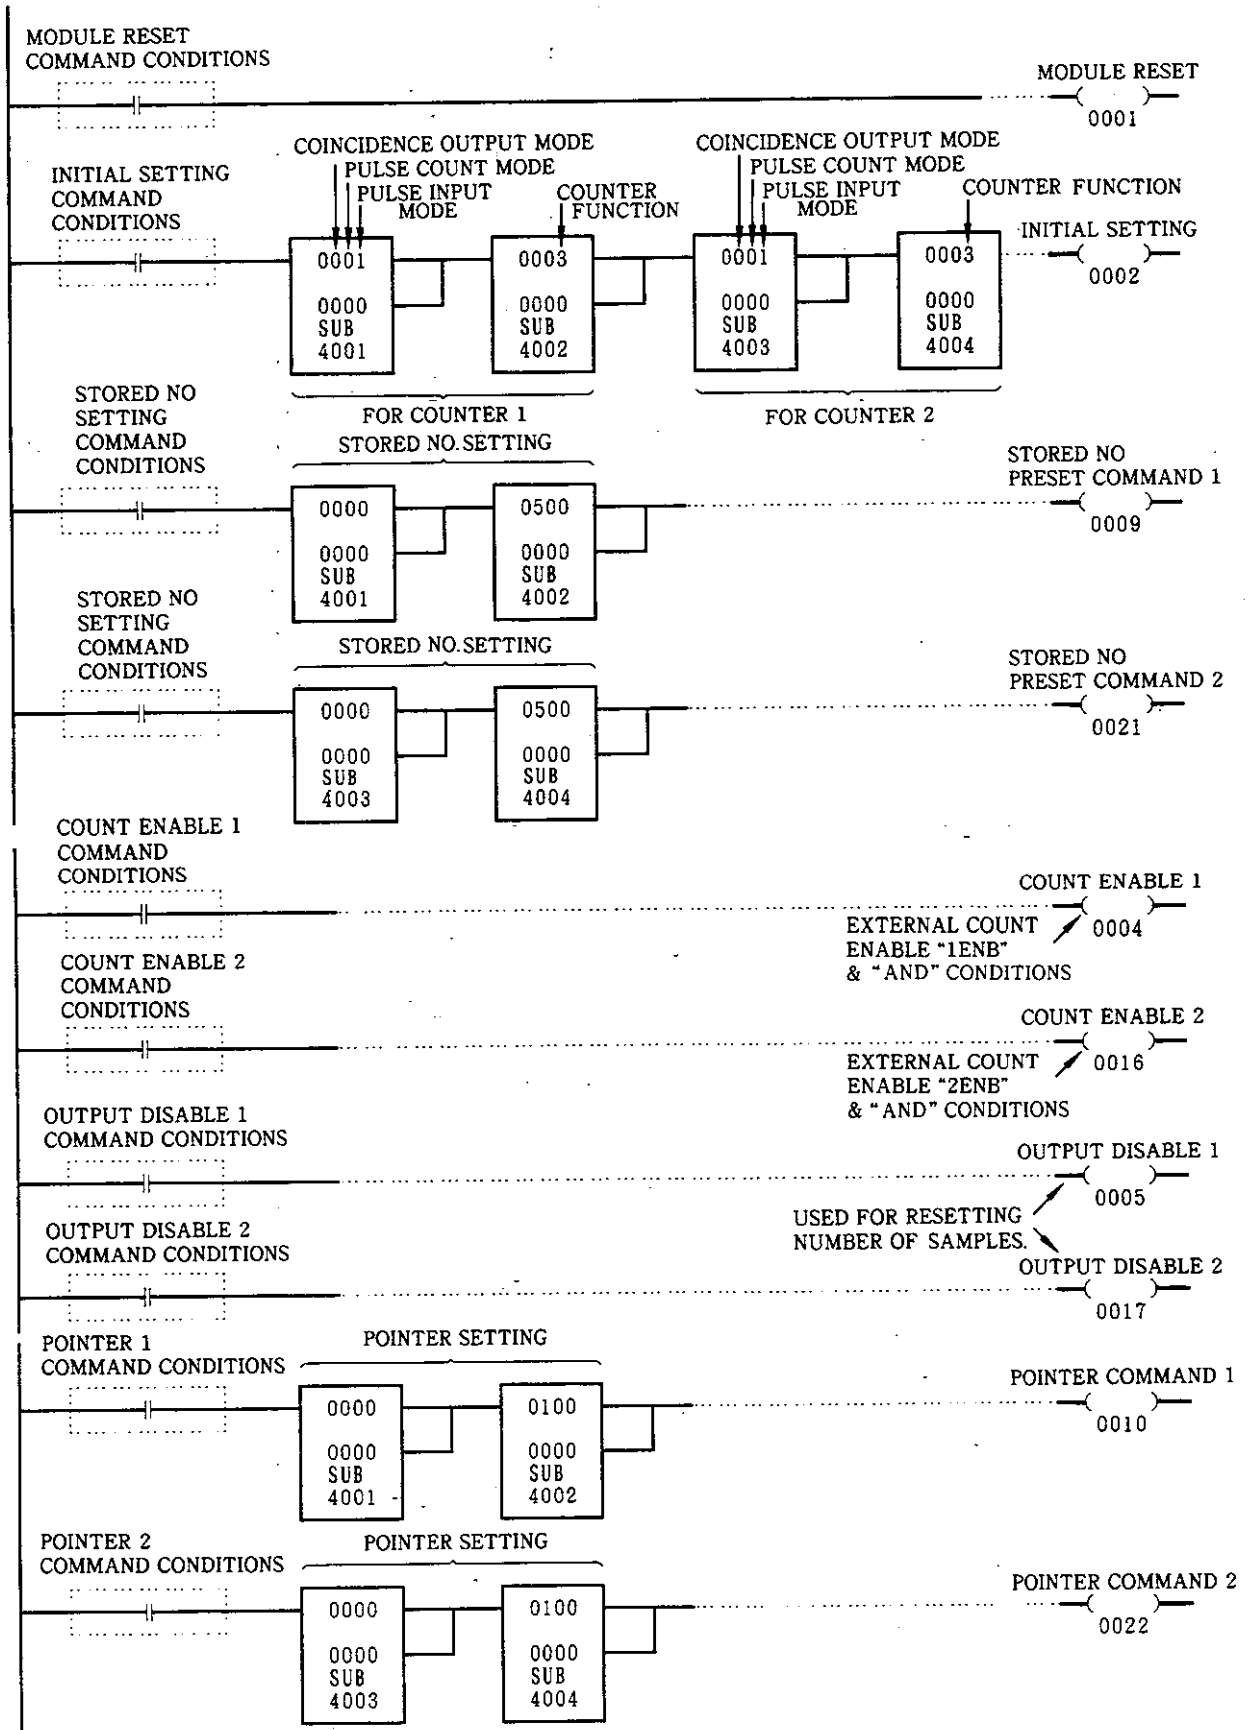 MODULE RESET
COMMAND CONDITIONS
MODULE RESET
0001
INITIAL SETTING
COMMAND
CONDITIONS
COINCIDENCE OUTPUT MODE
PULSE COUNT MODE
PULSE INPUT
MODE
COUNTER
FUNCTION
COINCIDENCE OUTPUT MODE
PULSE COUNT MODE
PULSE INPUT
MODE
COUNTER FUNCTION
INITIAL SETTING
0002
0001
0000
SUB
4001
0003
0000
SUB
4002
0001
0000
SUB
4003
0003
0000
SUB
4004
FOR COUNTER 1
FOR COUNTER 2
STORED NO
SETTING
COMMAND
CONDITIONS
STORED NO. SETTING
0000
0000
SUB
4001
0500
0000
SUB
4002
STORED NO
PRESET COMMAND 1
0009
STORED NO
SETTING
COMMAND
CONDITIONS
STORED NO. SETTING
0000
0000
SUB
4003
0500
0000
SUB
4004
STORED NO
PRESET COMMAND 2
0021
COUNT ENABLE 1
COMMAND
CONDITIONS
COUNT ENABLE 1
0004
EXTERNAL COUNT
ENABLE "1ENB"
& "AND" CONDITIONS
COUNT ENABLE 2
COMMAND
CONDITIONS
COUNT ENABLE 2
0016
EXTERNAL COUNT
ENABLE "2ENB"
& "AND" CONDITIONS
OUTPUT DISABLE 1
COMMAND CONDITIONS
OUTPUT DISABLE 1
0005
USED FOR RESETTING
NUMBER OF SAMPLES.
OUTPUT DISABLE 2
COMMAND CONDITIONS
OUTPUT DISABLE 2
0017
POINTER 1
COMMAND CONDITIONS
POINTER SETTING
0000
0000
SUB
4001
0100
0000
SUB
4002
POINTER COMMAND 1
0010
POINTER 2
COMMAND CONDITIONS
POINTER SETTING
0000
0000
SUB
4003
0100
0000
SUB
4004
POINTER COMMAND 2
0022